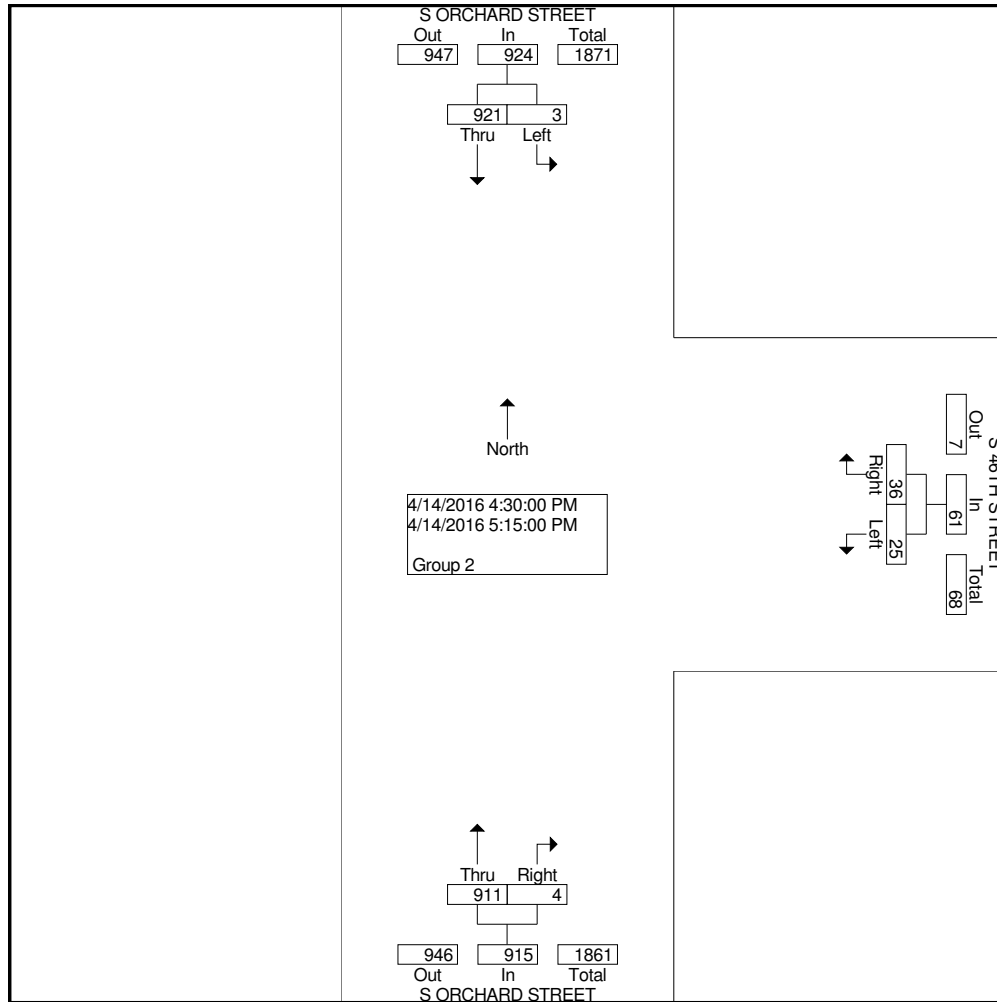 S ORCHARD STREET
Out In Total
947 924 1871
921 3
Thru Left
North
4/14/2016 4:30:00 PM
4/14/2016 5:15:00 PM
Group 2
S 46TH STREET
Out In Total
7 61 68
36 25
Right Left
Thru Right
911 4
946 915 1861
Out In Total
S ORCHARD STREET